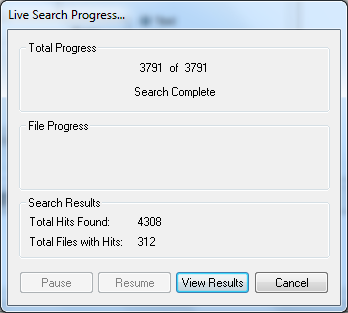 Live Search Progress...
Total Progress
3791 of 3791
Search Complete
File Progress
Search Results
Total Hits Found: 4308
Total Files with Hits: 312
Pause Resume View Results Cancel